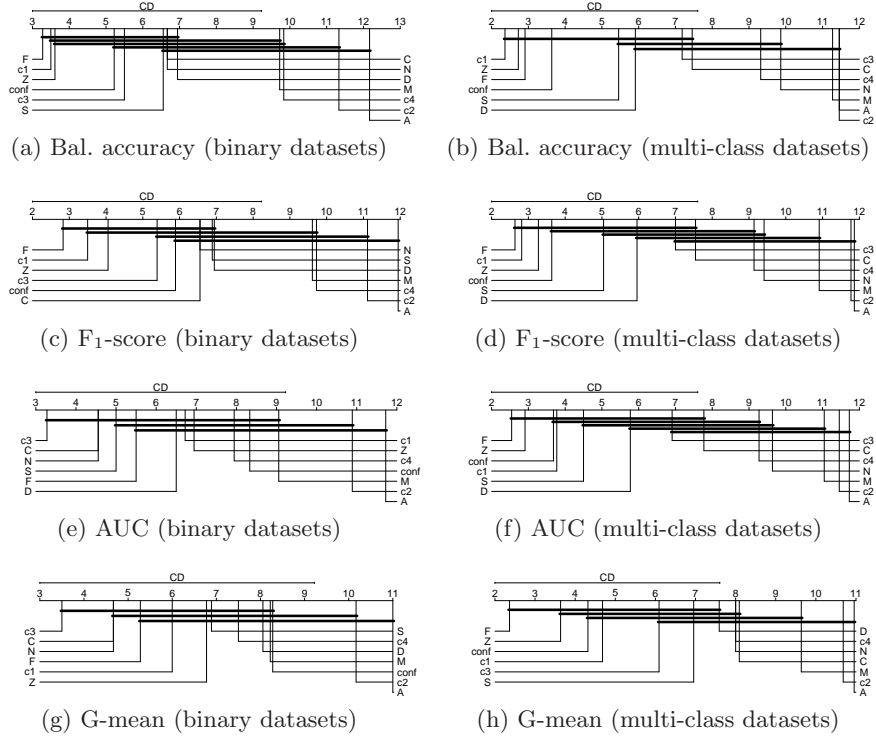 CD
CD
3 4 5 6 7 8 9 10 11 12 13
2 3 4 5 6 7 8 9 10 11 12
F C
c1 N
Z D
conf M
c3 c4
S c2
A
c1 c3
Z C
F c4
conf N
S M
D A
c2
(a) Bal. accuracy (binary datasets)
(b) Bal. accuracy (multi-class datasets)
CD
CD
2 3 4 5 6 7 8 9 10 11 12
2 3 4 5 6 7 8 9 10 11 12
F N
c1 S
Z D
c3 M
conf c4
C c2
A
F c3
c1 C
Z c4
conf N
S M
D c2
A
(c) F₁-score (binary datasets)
(d) F₁-score (multi-class datasets)
CD
CD
3 4 5 6 7 8 9 10 11 12
2 3 4 5 6 7 8 9 10 11 12
c3 c1
C Z
N c4
S conf
F M
D c2
A
F c3
Z C
conf c4
c1 N
S M
D c2
A
(e) AUC (binary datasets)
(f) AUC (multi-class datasets)
CD
CD
3 4 5 6 7 8 9 10 11
2 3 4 5 6 7 8 9 10 11
c3 S
C c4
N D
F M
c1 conf
Z c2
A
F D
Z c4
conf N
c1 C
c3 M
S c2
A
(g) G-mean (binary datasets)
(h) G-mean (multi-class datasets)